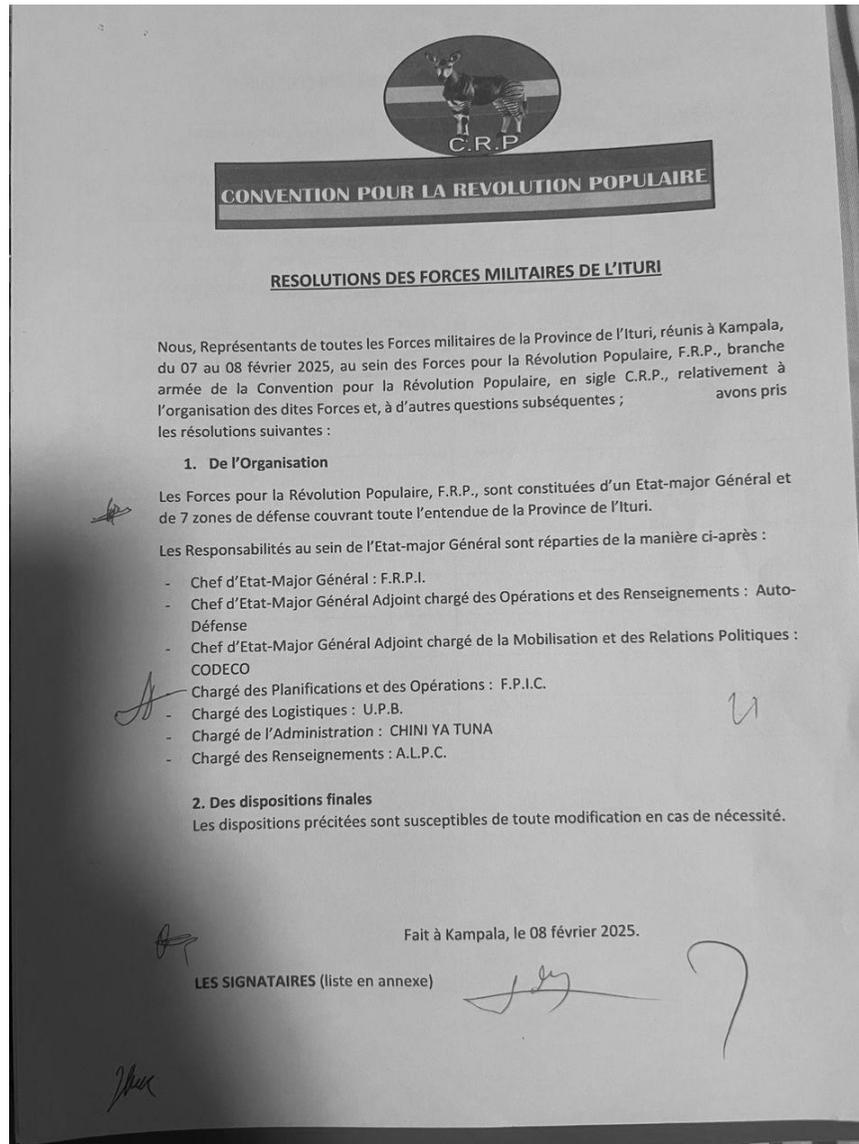 C.R.P
CONVENTION POUR LA REVOLUTION POPULAIRE
RESOLUTIONS DES FORCES MILITAIRES DE L'ITURI
Nous, Représentants de toutes les Forces militaires de la Province de l'Ituri, réunis à Kampala,
du 07 au 08 février 2025, au sein des Forces pour la Révolution Populaire, F.R.P., branche
armée de la Convention pour la Révolution Populaire, en sigle C.R.P., relativement à
l'organisation des dites Forces et, à d'autres questions subséquentes ; avons pris
les résolutions suivantes :
1. De l'Organisation
Les Forces pour la Révolution Populaire, F.R.P., sont constituées d'un Etat-major Général et
de 7 zones de défense couvrant toute l'entendue de la Province de l'Ituri.
Les Responsabilités au sein de l'Etat-major Général sont réparties de la manière ci-après :
- Chef d'Etat-Major Général : F.R.P.I.
- Chef d'Etat-Major Général Adjoint chargé des Opérations et des Renseignements : Auto-
Défense
- Chef d'Etat-Major Général Adjoint chargé de la Mobilisation et des Relations Politiques :
CODECO
- Chargé des Planifications et des Opérations : F.P.I.C.
- Chargé des Logistiques : U.P.B.
- Chargé de l'Administration : CHINI YA TUNA
- Chargé des Renseignements : A.L.P.C.
2. Des dispositions finales
Les dispositions précitées sont susceptibles de toute modification en cas de nécessité.
Fait à Kampala, le 08 février 2025.
LES SIGNATAIRES (liste en annexe)